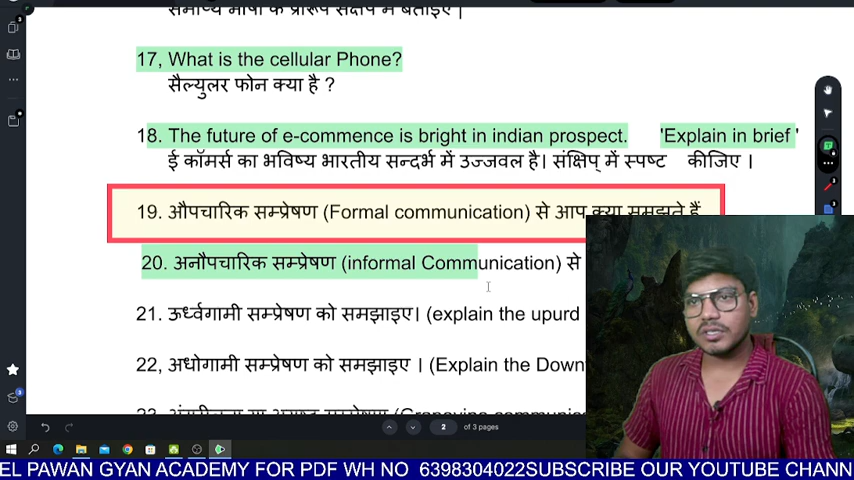 समाप्य भाषा के प्रारूप संक्षेप में बताइए |
17, What is the cellular Phone?
सैल्युलर फोन क्या है ?
18. The future of e-commence is bright in indian prospect. 'Explain in brief '
ई कॉमर्स का भविष्य भारतीय सन्दर्भ में उज्जवल है। संक्षिप् में स्पष्ट कीजिए ।
19. औपचारिक सम्प्रेषण (Formal communication) से आप क्या समझते हैं
20. अनौपचारिक सम्प्रेषण (informal Communication) से
21. ऊर्ध्वगामी सम्प्रेषण को समझाइए। (explain the upurd
22, अधोगामी सम्प्रेषण को समझाइए । (Explain the Down
2 of 3 pages
EL PAWAN GYAN ACADEMY FOR PDF WH NO 6398304022SUBSCRIBE OUR YOUTUBE CHANN